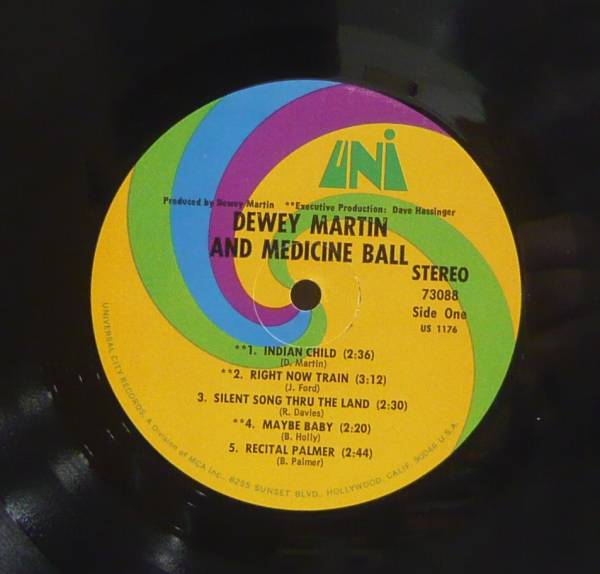 UNI
Produced by Dewey Martin **Executive Production: Dave Hassinger
DEWEY MARTIN
AND MEDICINE BALL
STEREO
73088
Side One
US 1176
**1. INDIAN CHILD (2:36)
(D. Martin)
**2. RIGHT NOW TRAIN (3:12)
(J. Ford)
3. SILENT SONG THRU THE LAND (2:30)
(R. Davies)
**4. MAYBE BABY (2:20)
(B. Holly)
5. RECITAL PALMER (2:44)
(B. Palmer)
UNIVERSAL CITY RECORDS, A Division of MCA Inc., 8255 SUNSET BLVD., HOLLYWOOD, CALIF. 90046 U.S.A.